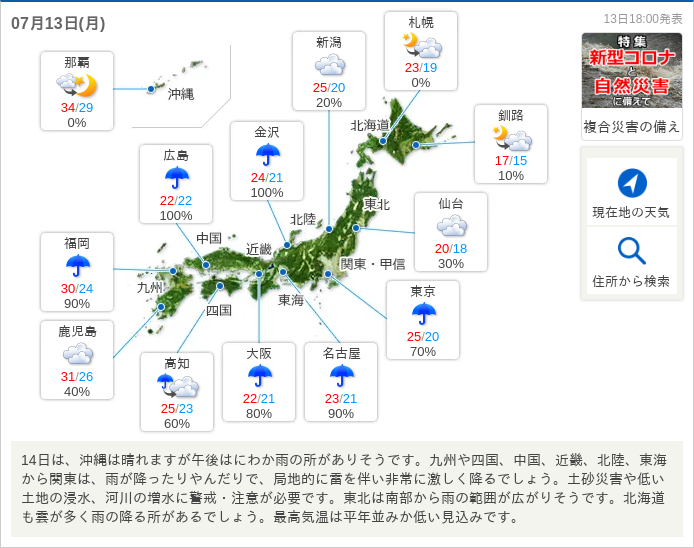 07月13日(月)
13日18:00発表
那覇
34/29
0%
沖縄
新潟
25/20
20%
札幌
23/19
0%
北海道
釧路
17/15
10%
金沢
24/21
100%
広島
22/22
100%
仙台
20/18
30%
東北
北陸
中国
近畿
関東・甲信
福岡
30/24
90%
九州
四国
東海
東京
25/20
70%
鹿児島
31/26
40%
高知
25/23
60%
大阪
22/21
80%
名古屋
23/21
90%
特集
新型コロナ
と
自然災害
に備えて
複合災害の備え
現在地の天気
住所から検索
14日は、沖縄は晴れますが午後はにわか雨の所がありそうです。九州や四国、中国、近畿、北陸、東海
から関東は、雨が降ったりやんだりで、局地的に雷を伴い非常に激しく降るでしょう。土砂災害や低い
土地の浸水、河川の増水に警戒・注意が必要です。東北は南部から雨の範囲が広がりそうです。北海道
も雲が多く雨の降る所があるでしょう。最高気温は平年並みか低い見込みです。